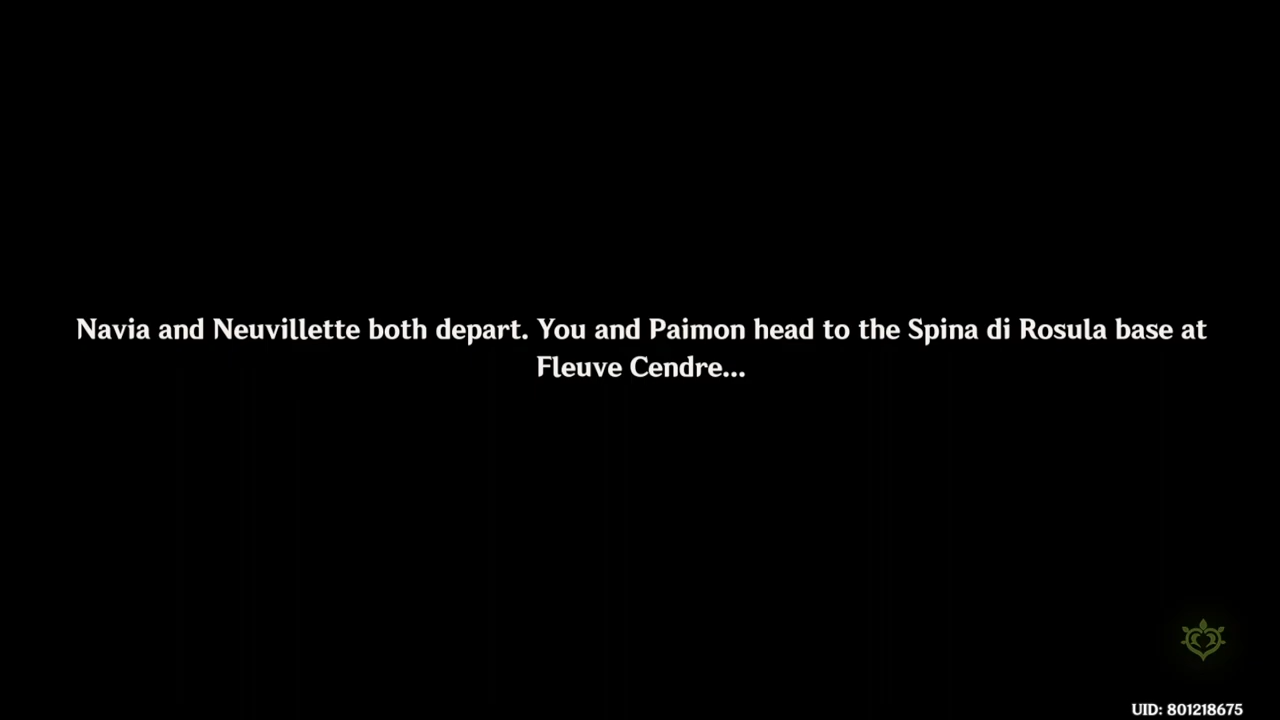 Navia and Neuvillette both depart. You and Paimon head to the Spina di Rosula base at
Fleuve Cendre...
UID: 801218675